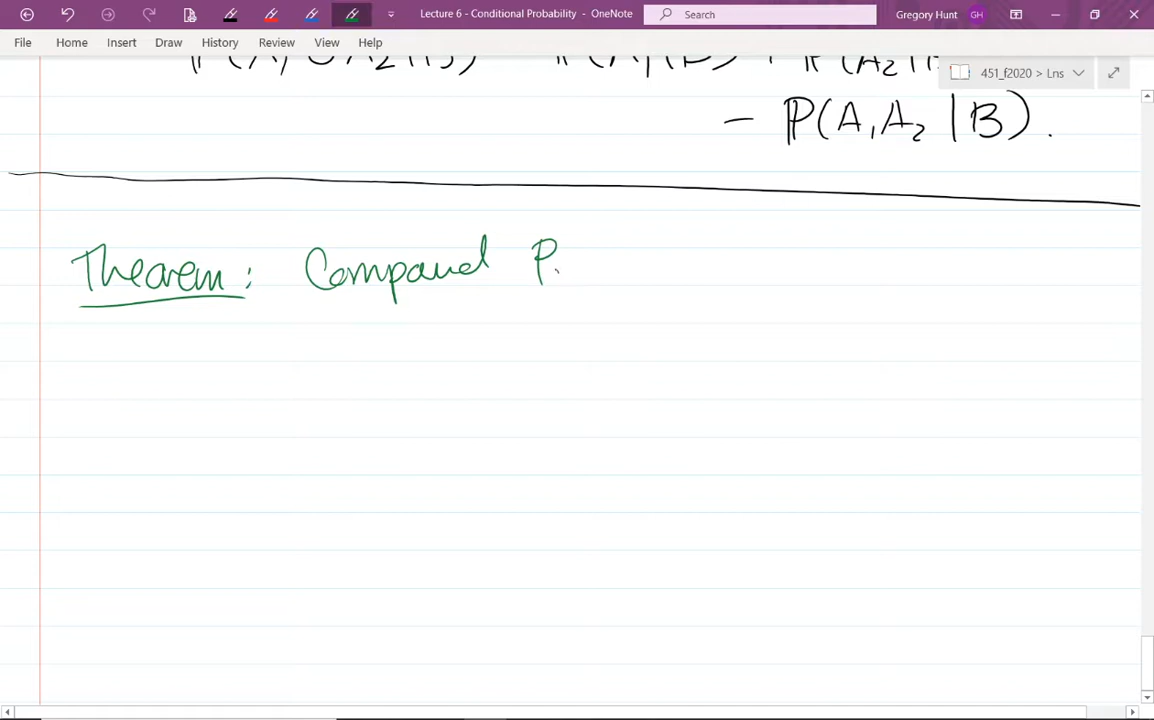 Lecture 6 - Conditional Probability - OneNote
Search
Gregory Hunt GH
File Home Insert Draw History Review View Help
451_f2020 > Lns
- ℙ(A₁A₂ | B).
Theorem: Compound P